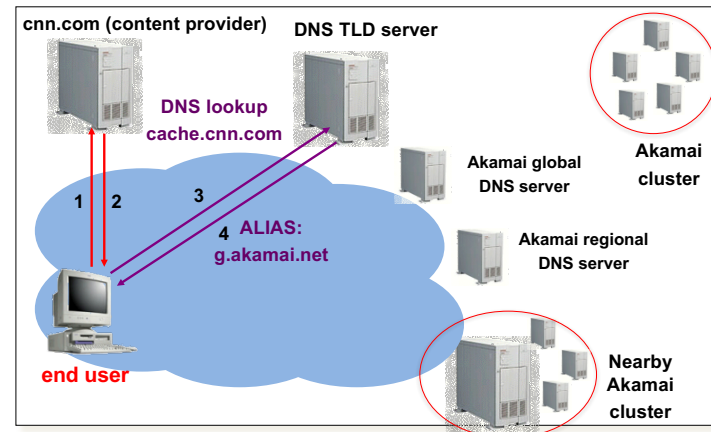 cnn.com (content provider)
DNS TLD server
DNS lookup
cache.cnn.com
1
2
3
4
ALIAS:
g.akamai.net
Akamai global
DNS server
Akamai
cluster
Akamai regional
DNS server
end user
Nearby
Akamai
cluster